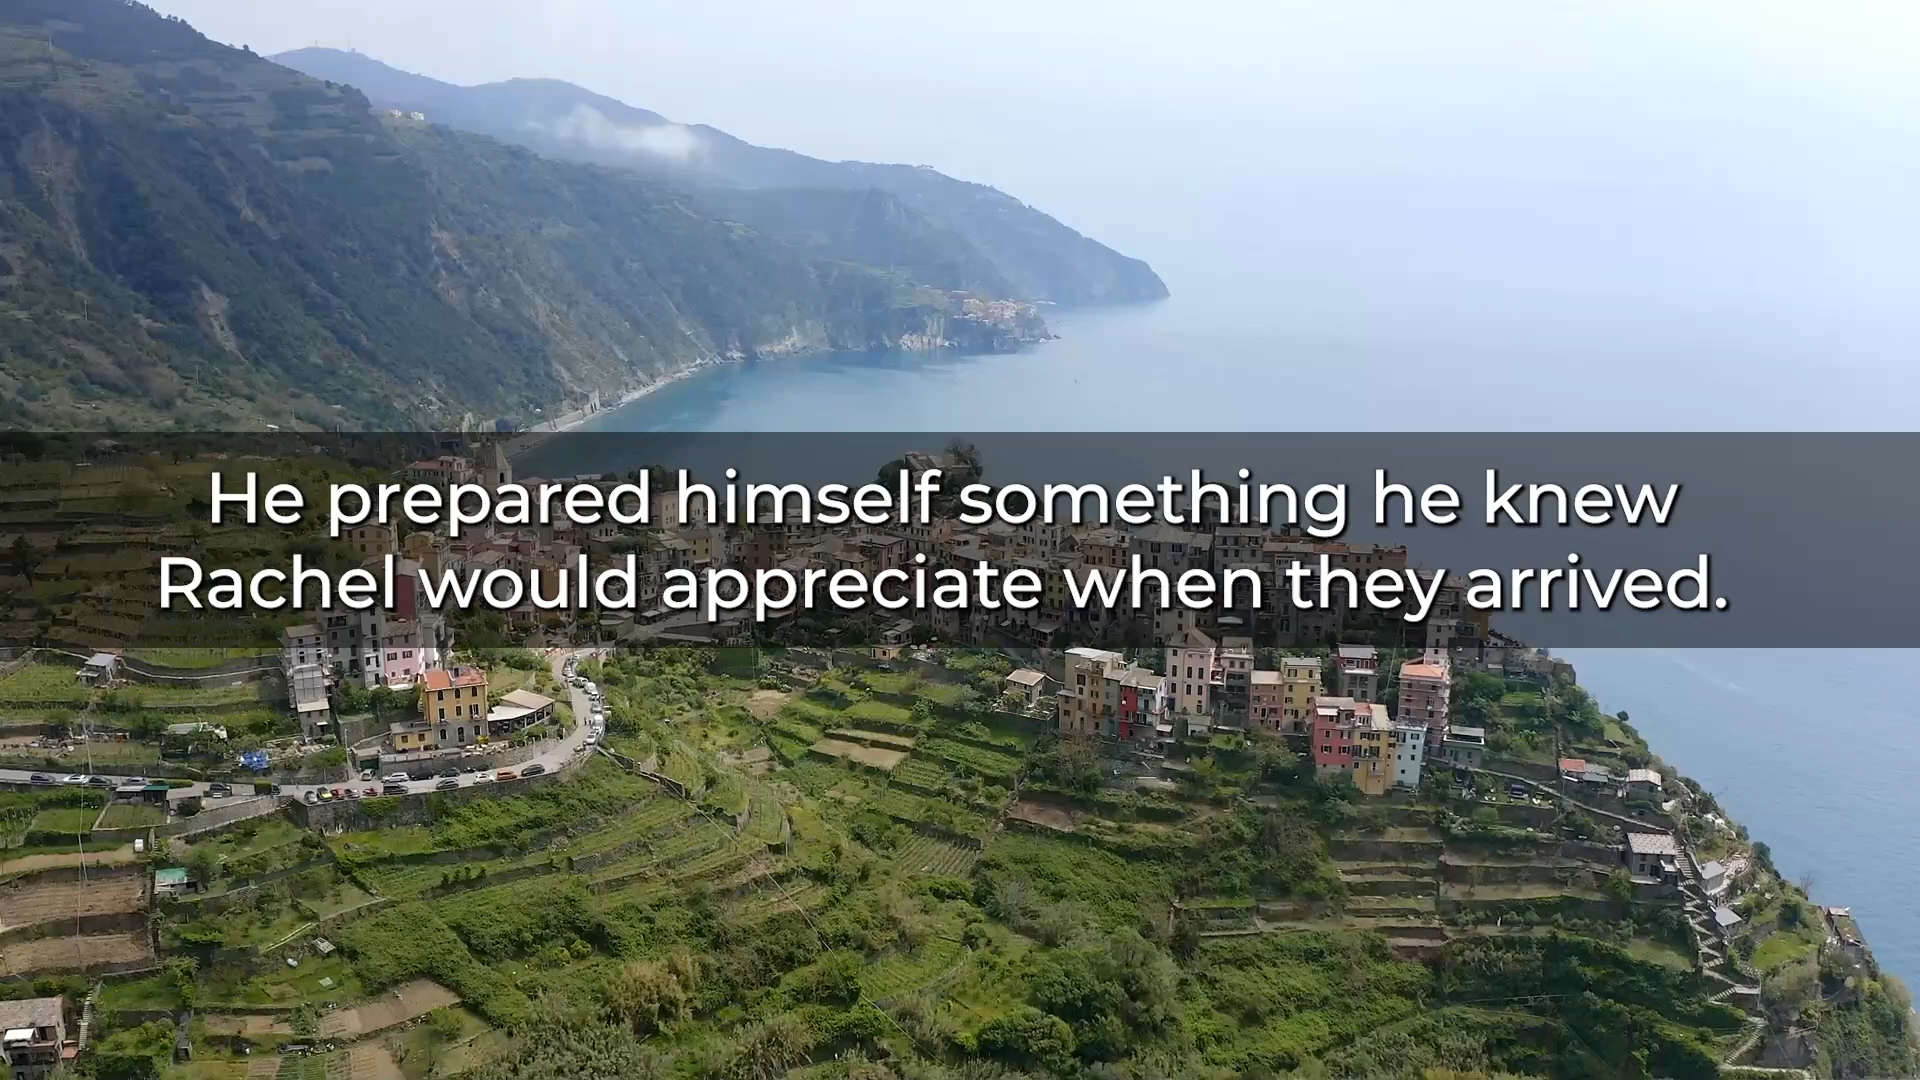 He prepared himself something he knew
Rachel would appreciate when they arrived.